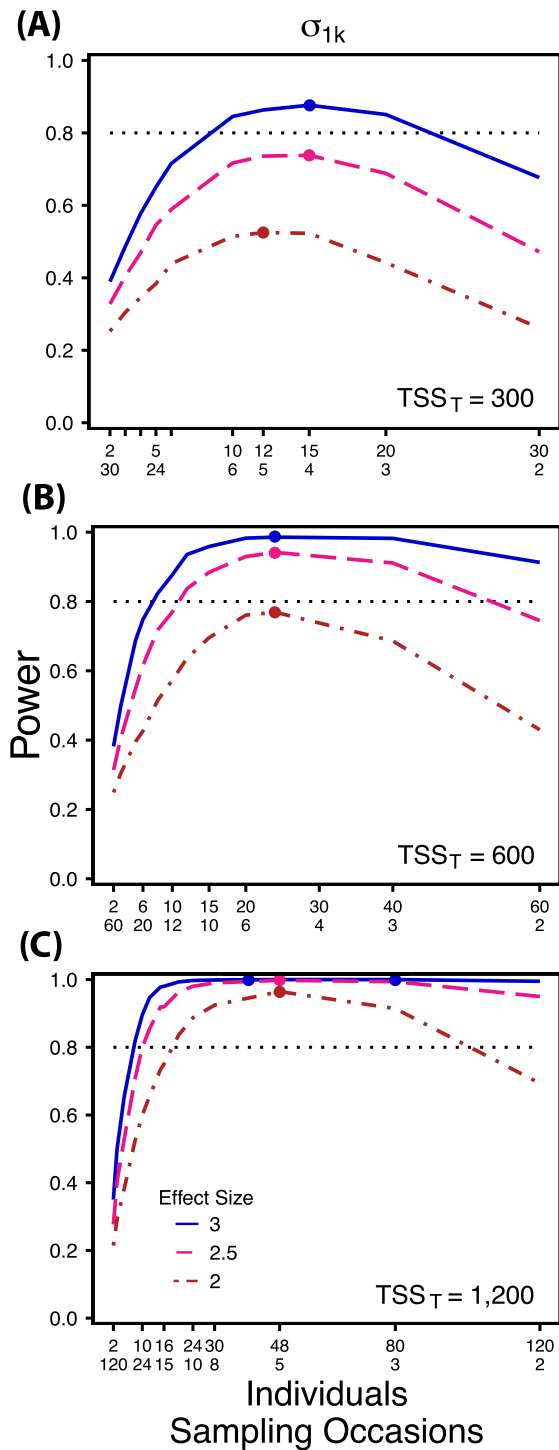 (A)
σ1k
1.0
0.8
0.6
0.4
0.2
0.0
TSS T = 300
2 5 10 12 15 20 30
30 24 6 5 4 3 2
(B)
1.0
0.8
0.6
0.4
0.2
0.0
Power
TSS T = 600
2 6 10 15 20 30 40 60
60 20 12 10 6 4 3 2
(C)
1.0
0.8
0.6
0.4
0.2
0.0
Effect Size
3
2.5
2
TSS T = 1,200
2 10 16 24 30 48 80 120
120 24 15 10 8 5 3 2
Individuals
Sampling Occasions